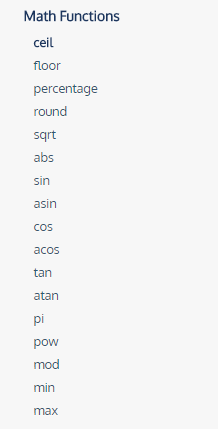 Math Functions
ceil
floor
percentage
round
sqrt
abs
sin
asin
cos
acos
tan
atan
pi
pow
mod
min
max